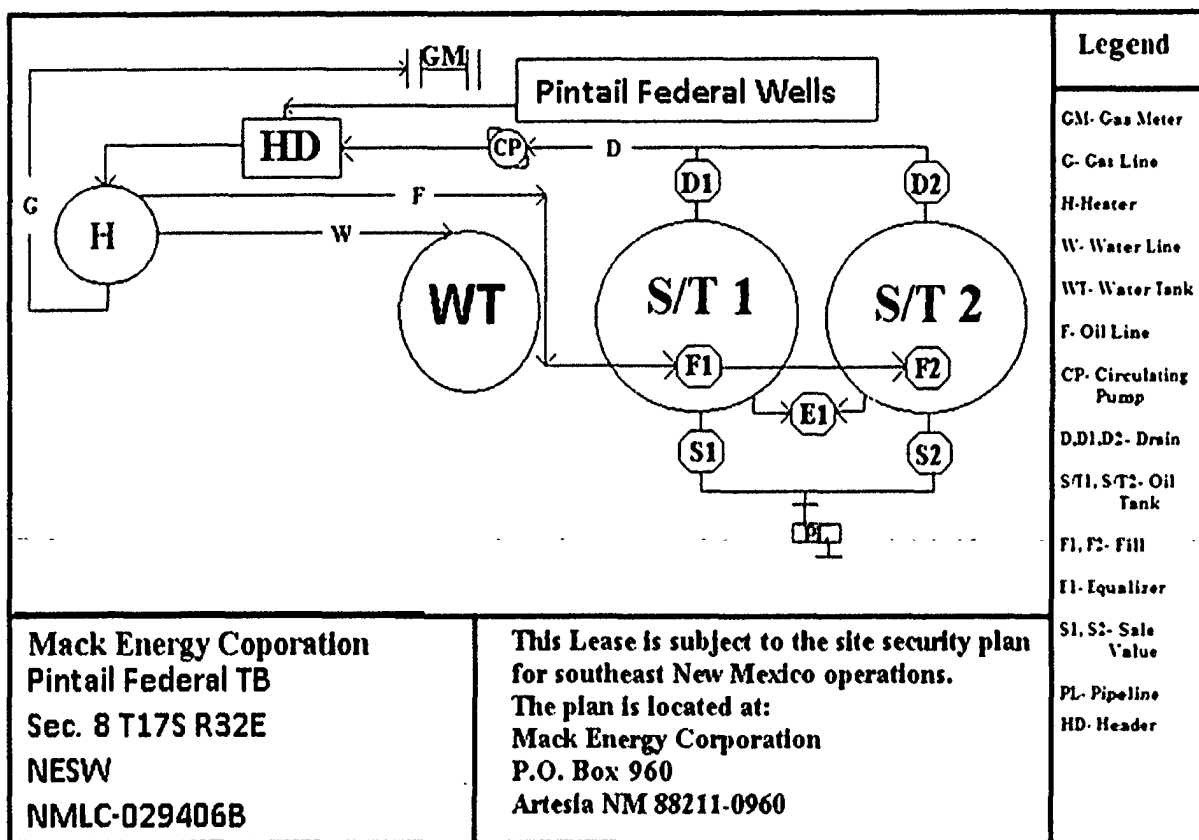 GM
Pintail Federal Wells
HD
CP
D
D1
D2
G
F
H
W
WT
S/T 1
S/T 2
F1
F2
E1
S1
S2
Legend
GM- Gas Meter
G- Gas Line
H-Heater
W- Water Line
WT- Water Tank
F- Oil Line
CP- Circulating
Pump
D,D1,D2- Drain
S/T1, S/T2- Oil
Tank
F1, F2- Fill
E1- Equalizer
S1, S2- Sale
Value
PL- Pipeline
HD- Header
Mack Energy Coporation
Pintail Federal TB
Sec. 8 T17S R32E
NESW
NMLC-029406B
This Lease is subject to the site security plan
for southeast New Mexico operations.
The plan is located at:
Mack Energy Corporation
P.O. Box 960
Artesia NM 88211-0960